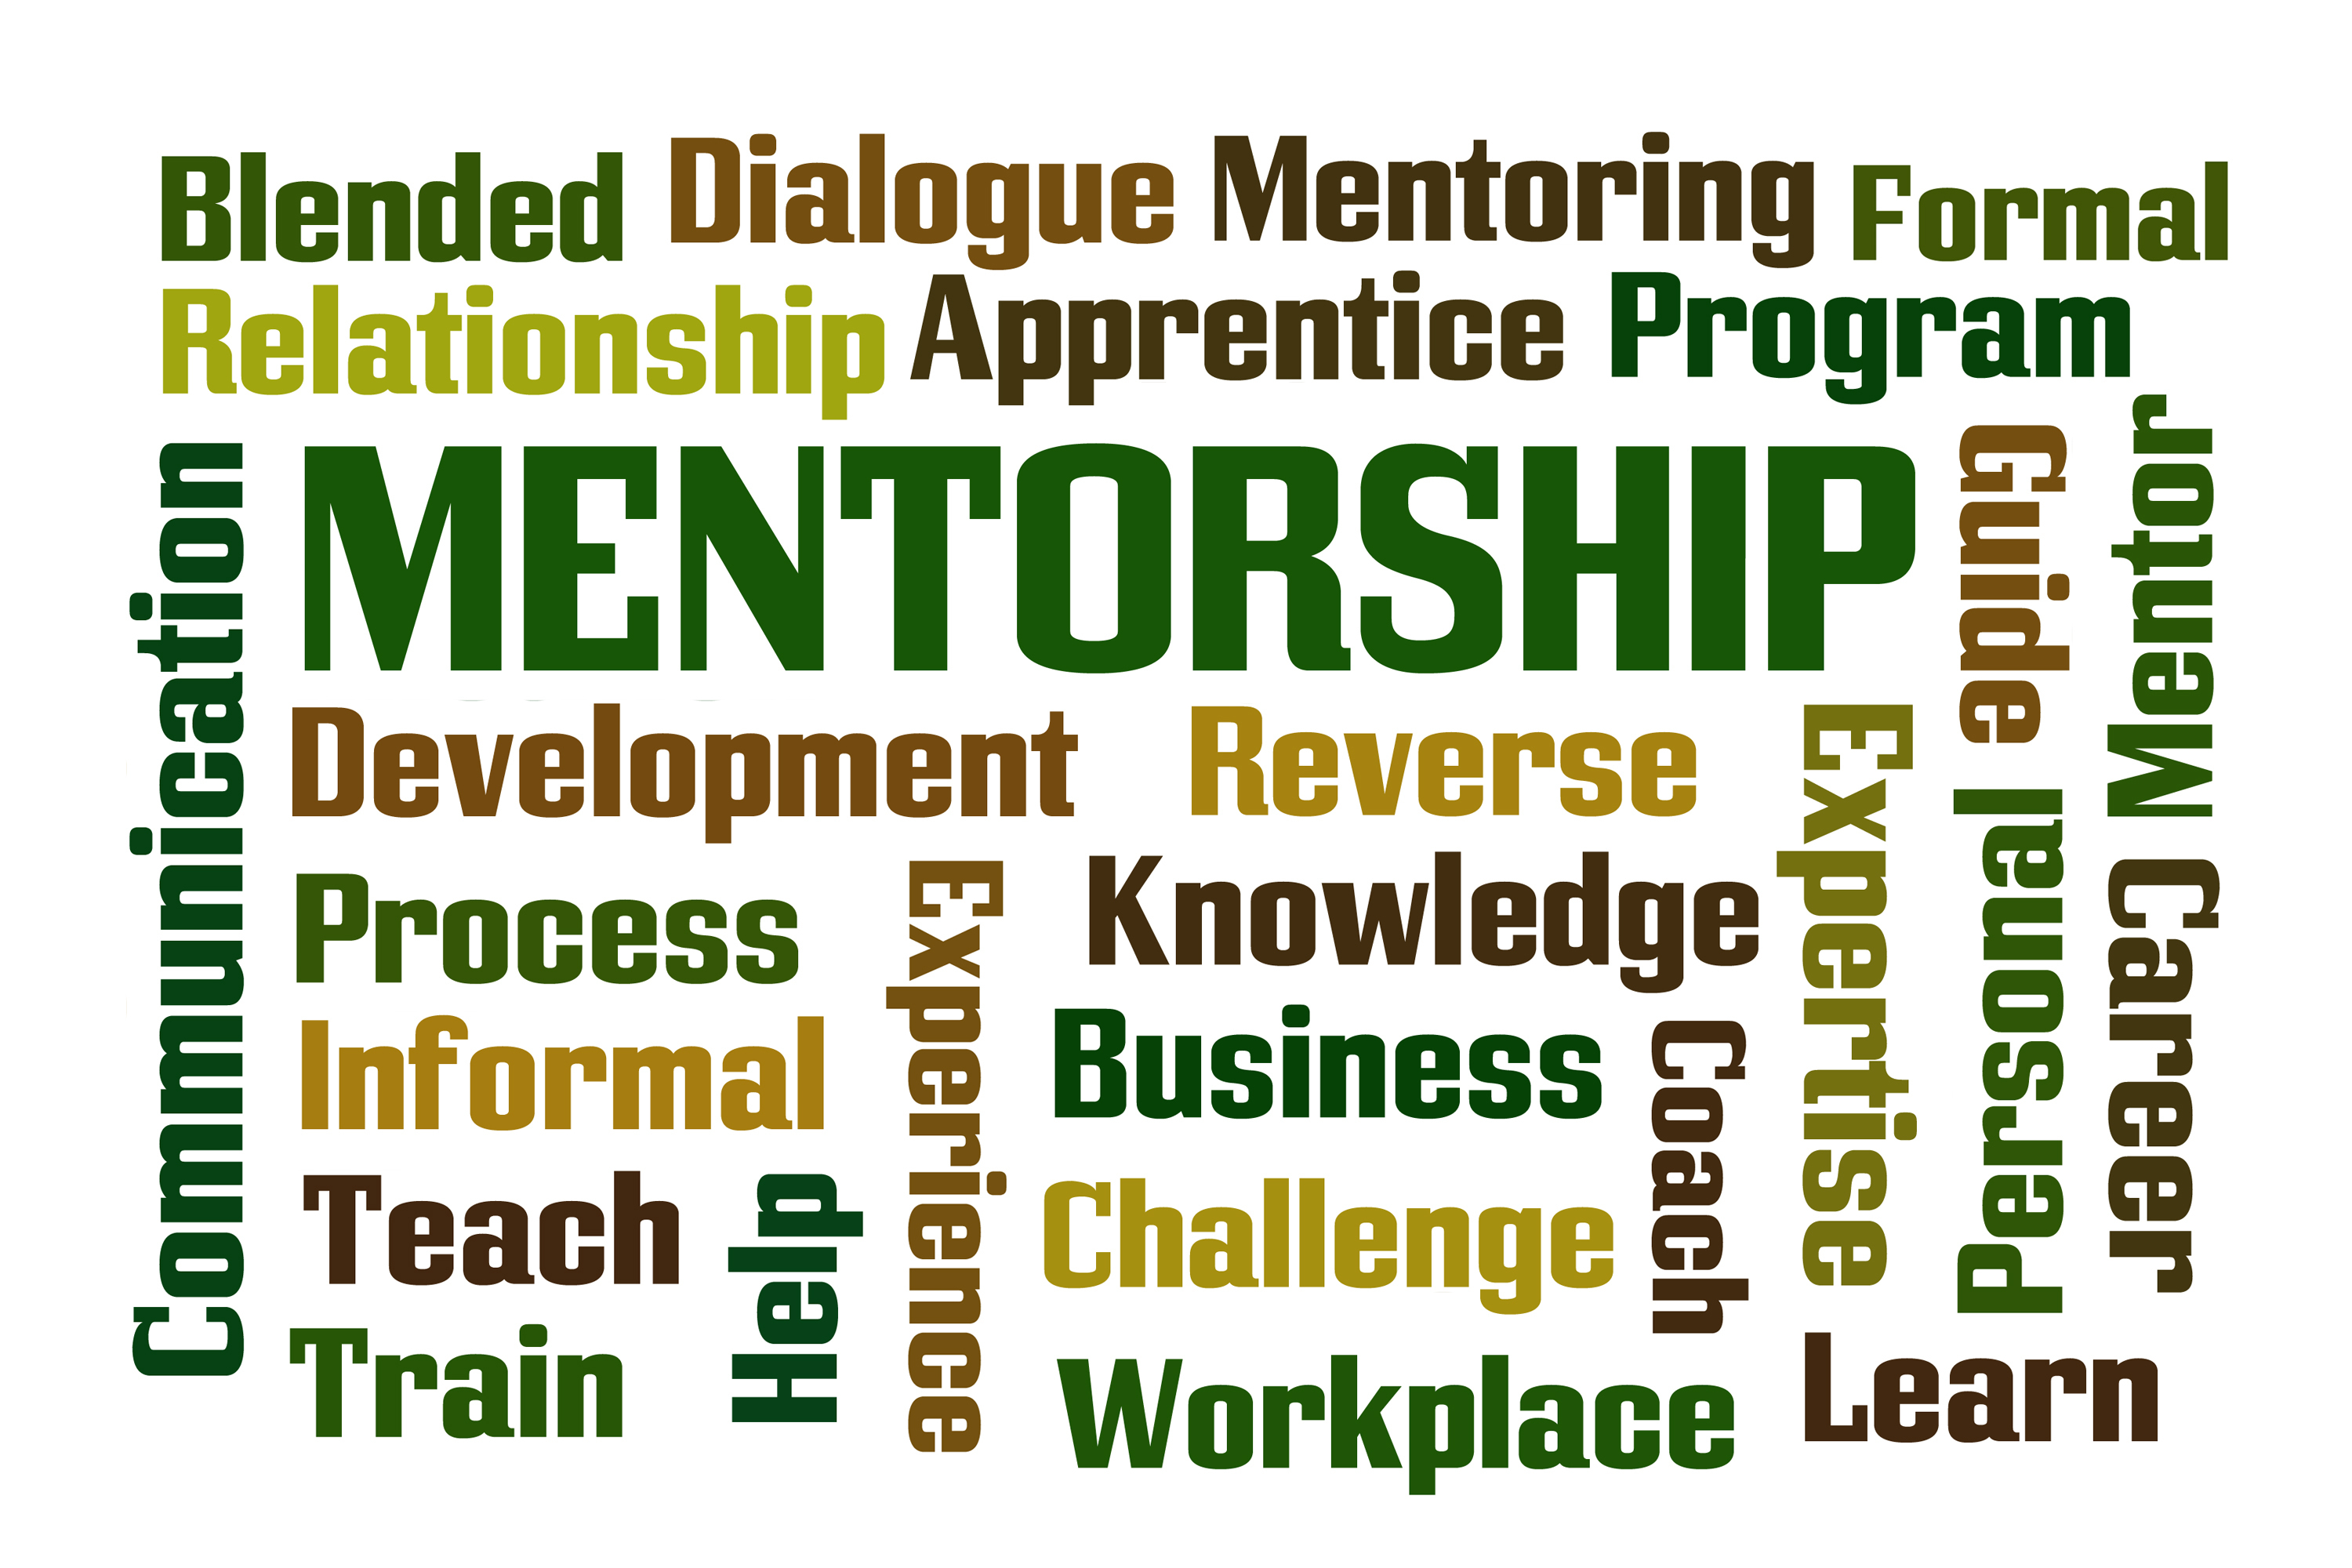 Blended Dialogue Mentoring Formal
Relationship Apprentice Program
Communication
MENTORSHIP
Guide
Mentor
Development
Reverse
Expertise
Personal
Career
Process
Experience
Knowledge
Informal
Business
Coach
Teach
Help
Challenge
Train
Workplace
Learn